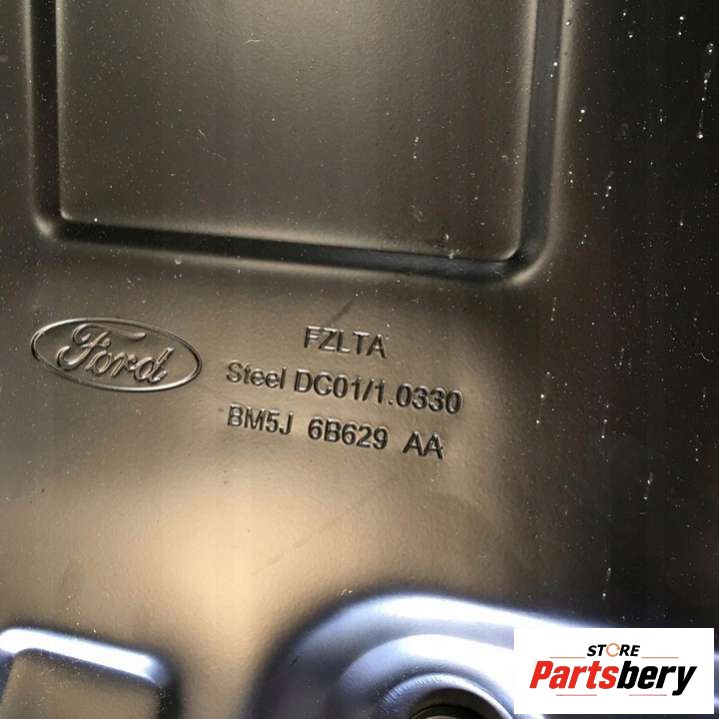 Ford
FZLTA
Steel DC01/1.0330
BM5J 6B629 AA
STORE
Partsbery